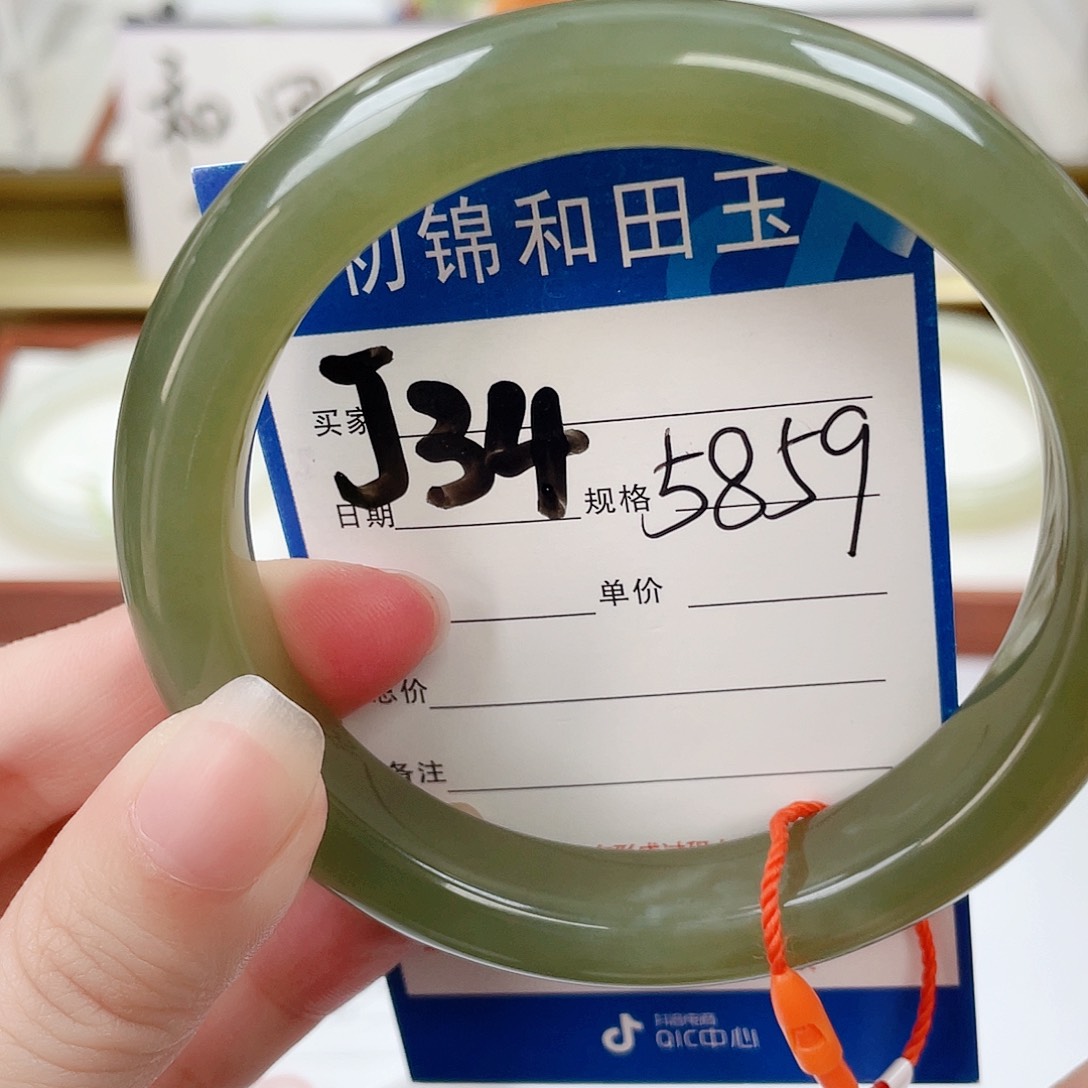 和田
初锦和田玉
买家 J34
日期 规格 5859
单价
总价
备注
抖音电商
QIC中心